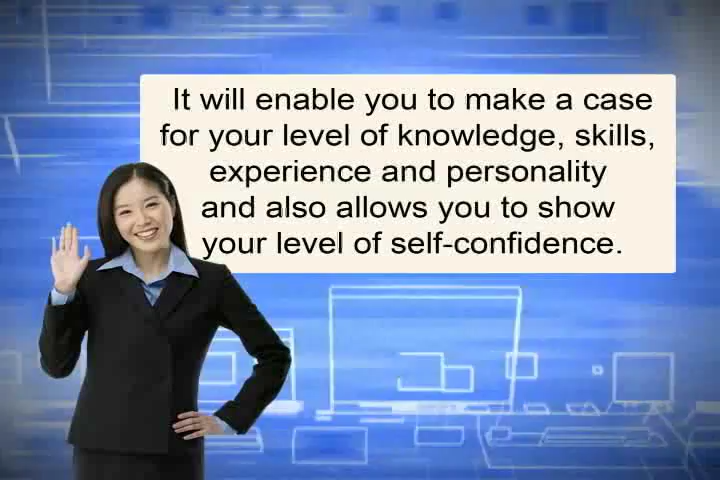 It will enable you to make a case
for your level of knowledge, skills,
experience and personality
and also allows you to show
your level of self-confidence.